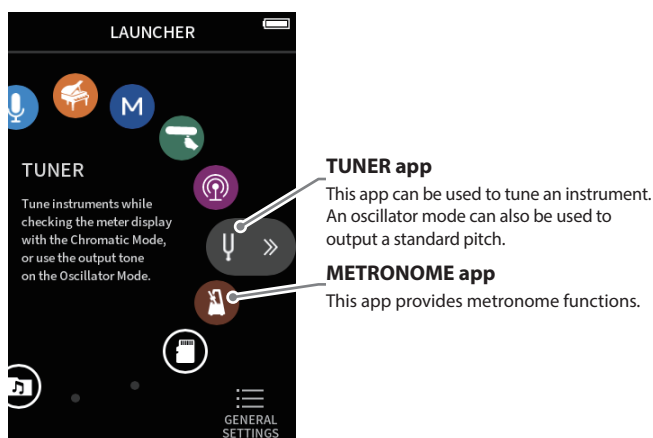 LAUNCHER
M
TUNER
Tune instruments while
checking the meter display
with the Chromatic Mode,
or use the output tone
on the Oscillator Mode.
GENERAL
SETTINGS
TUNER app
This app can be used to tune an instrument.
An oscillator mode can also be used to
output a standard pitch.
METRONOME app
This app provides metronome functions.